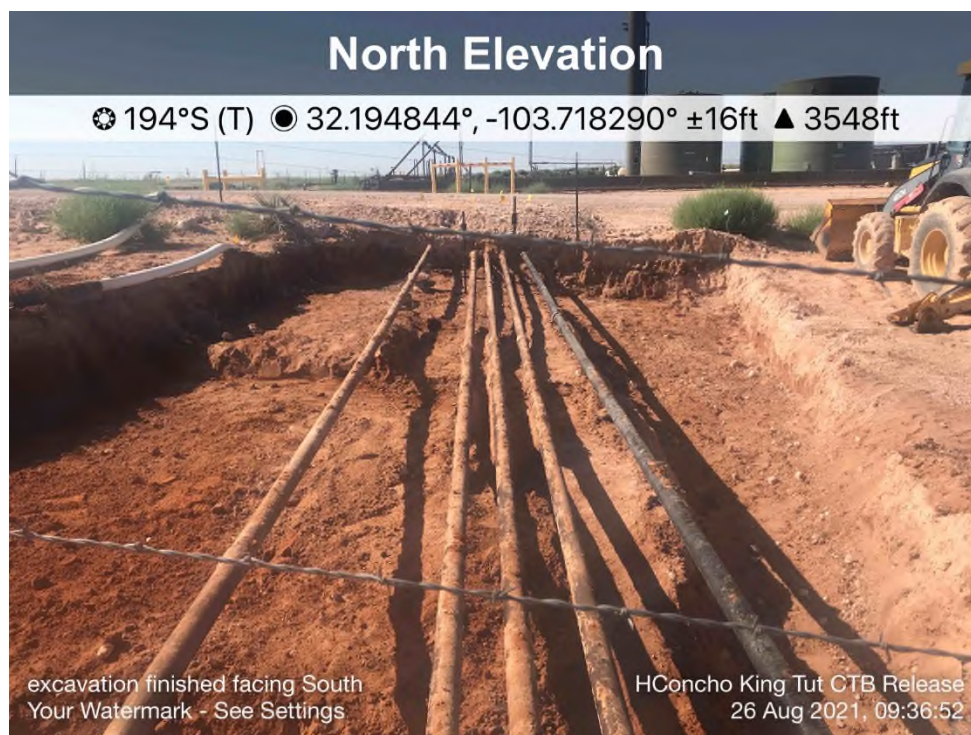 North Elevation
194°S (T) 32.194844°, -103.718290° ±16ft ▲ 3548ft
excavation finished facing South
Your Watermark - See Settings
HConcho King Tut CTB Release
26 Aug 2021, 09:36:52